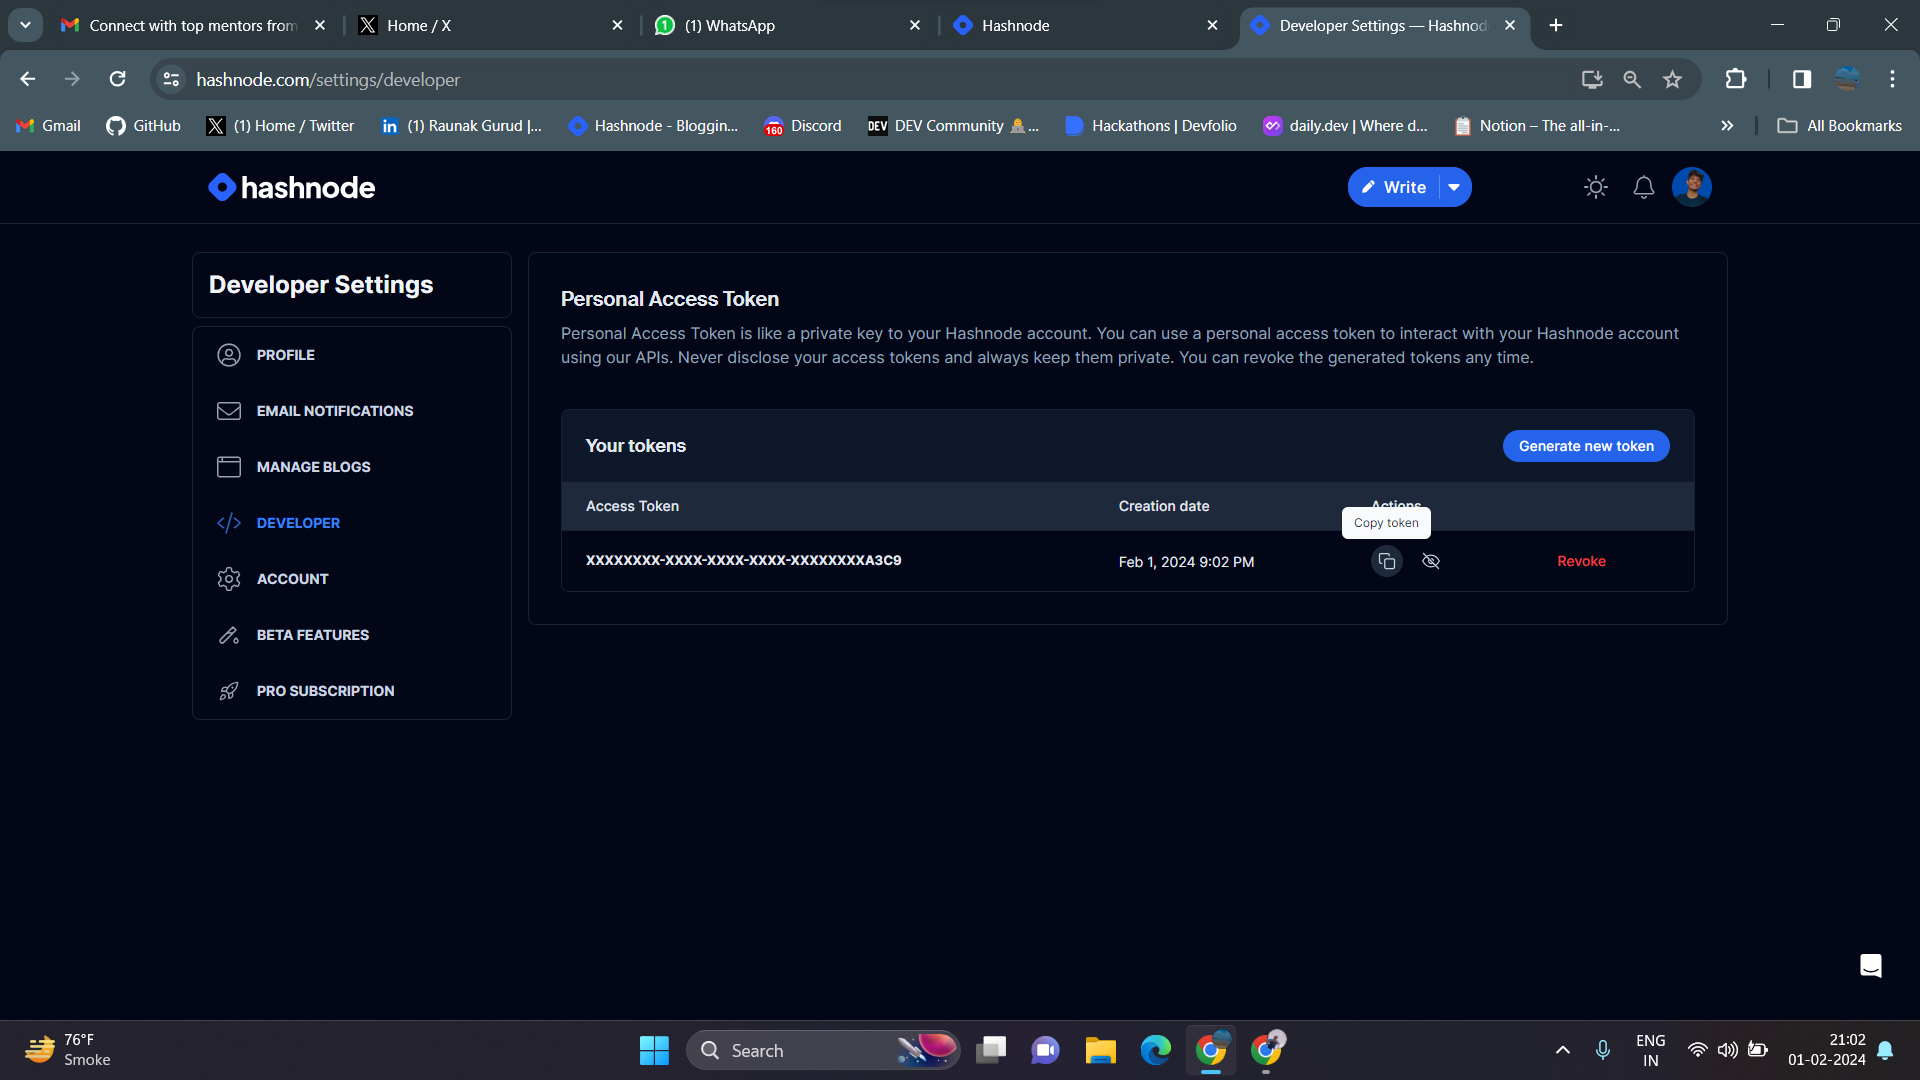 Connect with top mentors from
Home / X
(1) WhatsApp
Hashnode
Developer Settings — Hashnod
hashnode.com/settings/developer
Gmail
GitHub
(1) Home / Twitter
(1) Raunak Gurud |...
Hashnode - Bloggin...
160
Discord
DEV
DEV Community 👩‍💻...
Hackathons | Devfolio
daily.dev | Where d...
Notion – The all-in-...
All Bookmarks
hashnode
Write
Developer Settings
PROFILE
EMAIL NOTIFICATIONS
MANAGE BLOGS
DEVELOPER
ACCOUNT
BETA FEATURES
PRO SUBSCRIPTION
Personal Access Token
Personal Access Token is like a private key to your Hashnode account. You can use a personal access token to interact with your Hashnode account
using our APIs. Never disclose your access tokens and always keep them private. You can revoke the generated tokens any time.
Your tokens
Generate new token
Access Token
Creation date
Actions
Copy token
XXXXXXXX-XXXX-XXXX-XXXX-XXXXXXXXA3C9
Feb 1, 2024 9:02 PM
Revoke
76°F
Smoke
Search
ENG
IN
21:02
01-02-2024